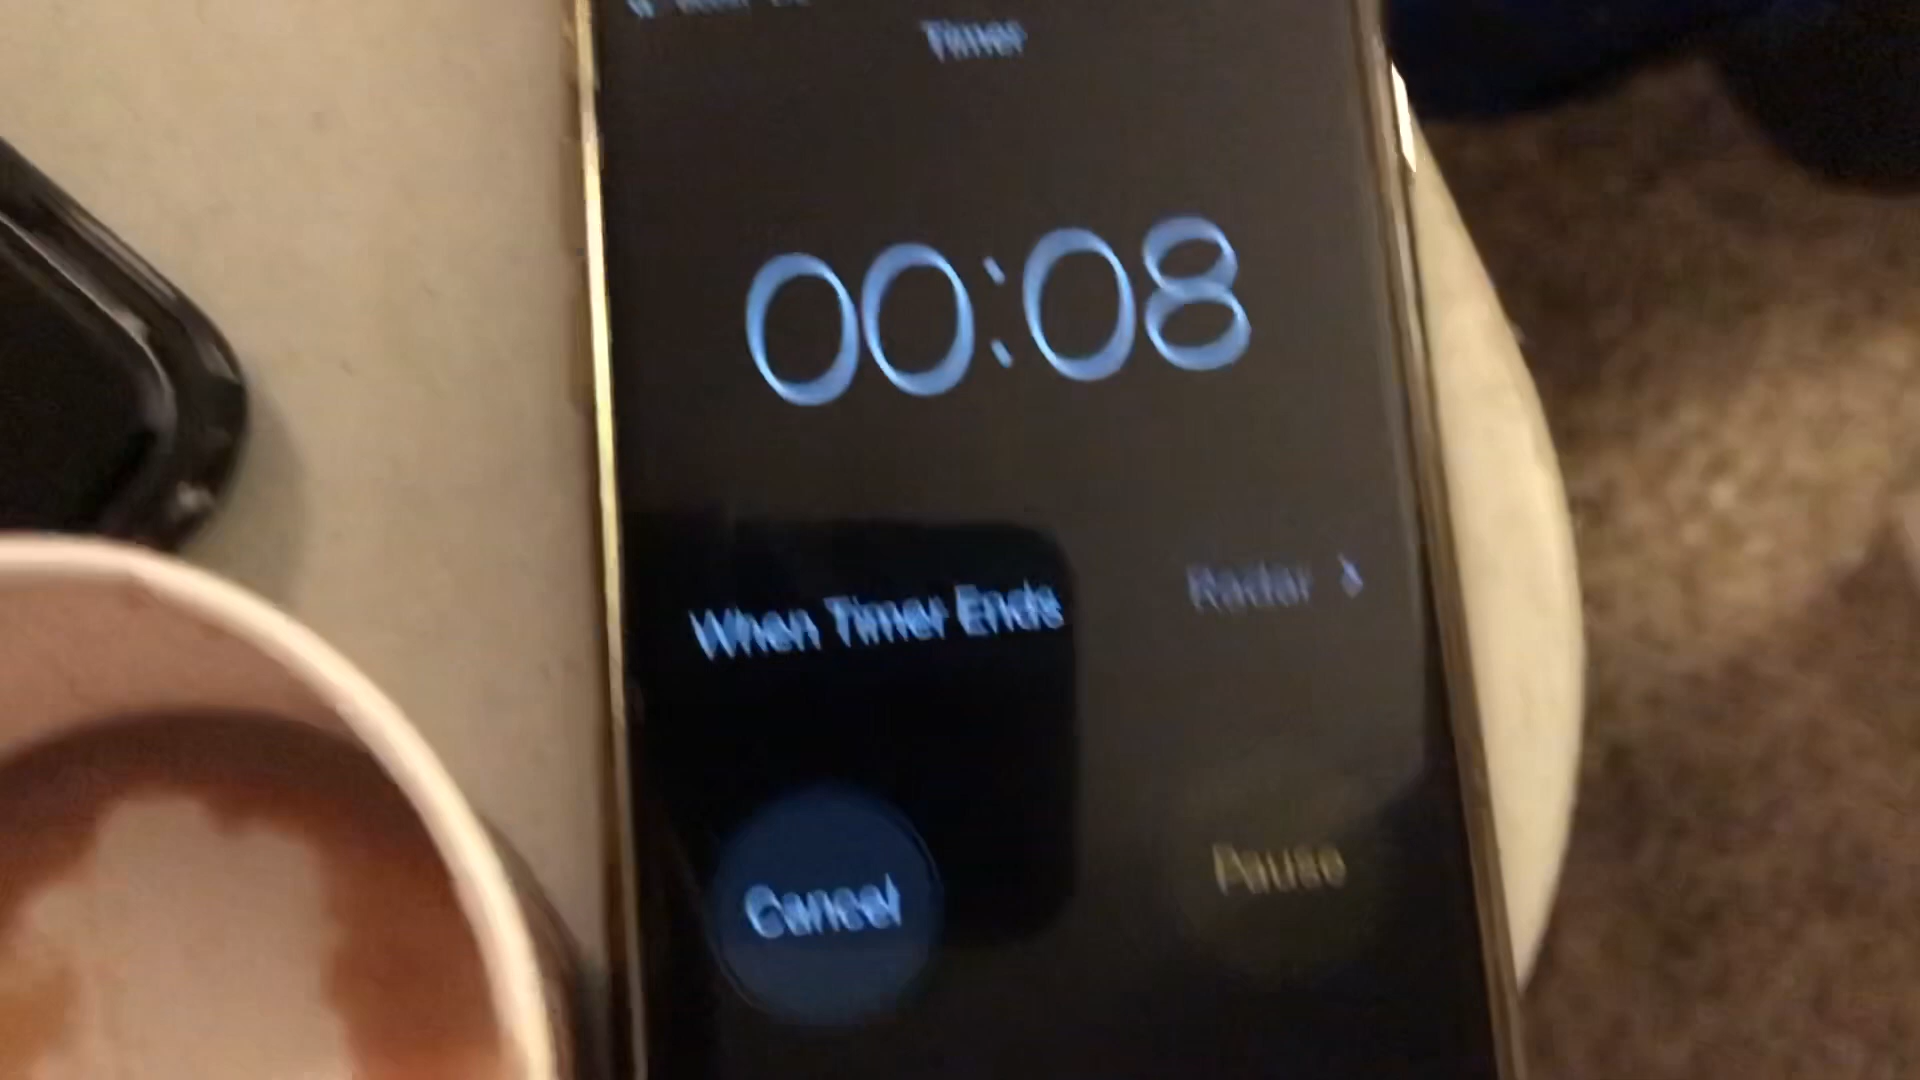 Timer
00:08
When Timer Ends
Radar >
Cancel
Pause